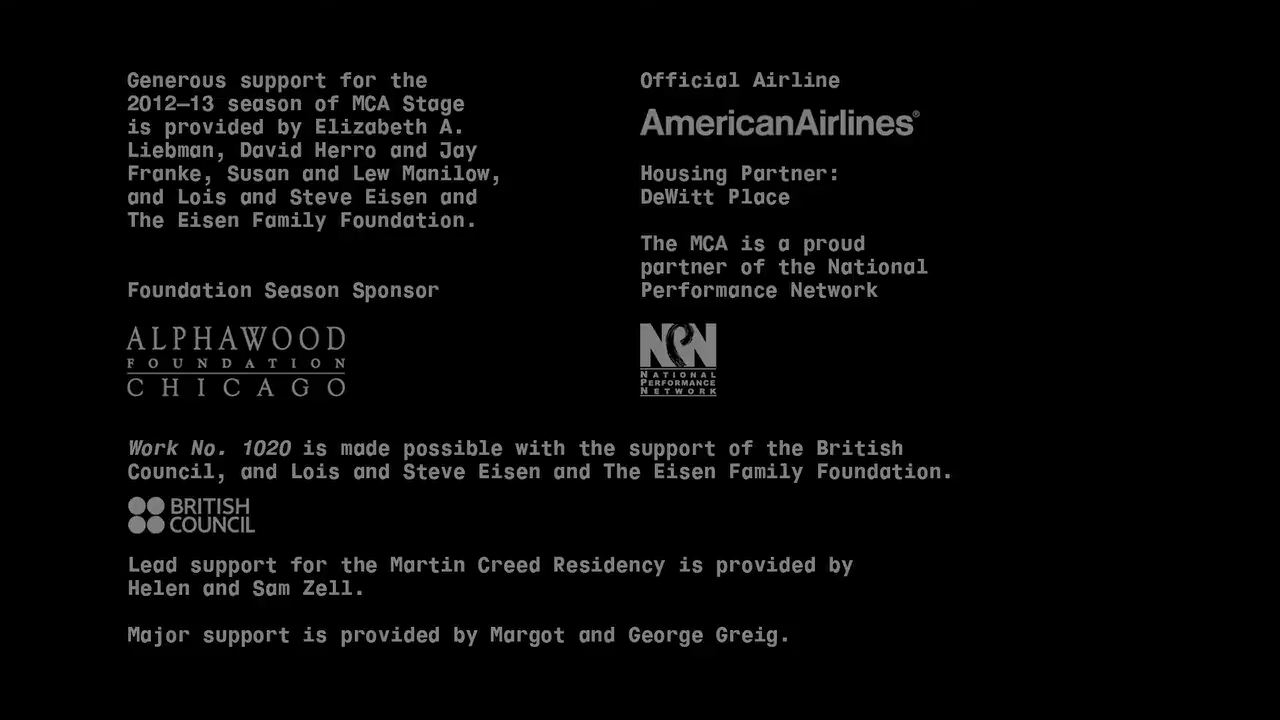 Generous support for the
2012–13 season of MCA Stage
is provided by Elizabeth A.
Liebman, David Herro and Jay
Franke, Susan and Lew Manilow,
and Lois and Steve Eisen and
The Eisen Family Foundation.
Foundation Season Sponsor
ALPHAWOOD
FOUNDATION
CHICAGO
Official Airline
AmericanAirlines®
Housing Partner:
DeWitt Place
The MCA is a proud
partner of the National
Performance Network
NPN
NATIONAL
PERFORMANCE
NETWORK
Work No. 1020 is made possible with the support of the British
Council, and Lois and Steve Eisen and The Eisen Family Foundation.
BRITISH
COUNCIL
Lead support for the Martin Creed Residency is provided by
Helen and Sam Zell.
Major support is provided by Margot and George Greig.